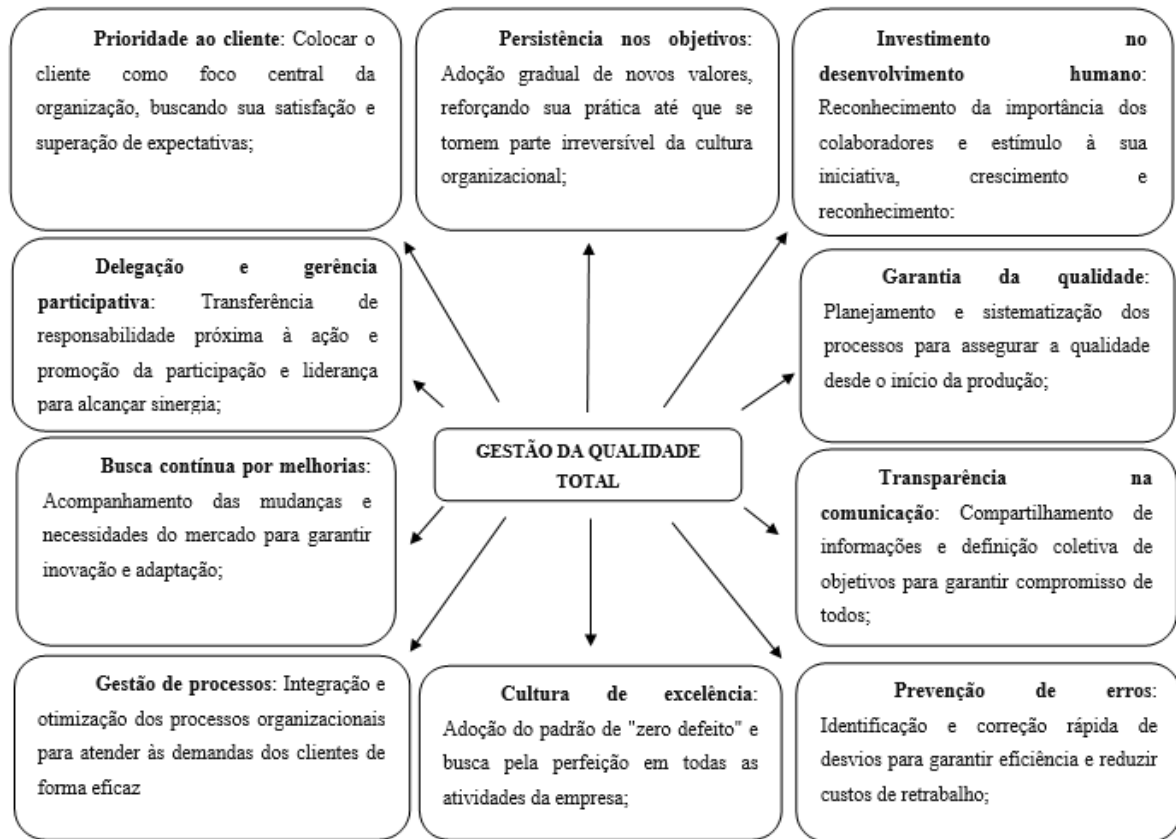 Prioridade ao cliente: Colocar o
cliente como foco central da
organização, buscando sua satisfação e
superação de expectativas;
Persistência nos objetivos:
Adoção gradual de novos valores,
reforçando sua prática até que se
tornem parte irreversível da cultura
organizacional;
Investimento no
desenvolvimento humano:
Reconhecimento da importância dos
colaboradores e estímulo à sua
iniciativa, crescimento e
reconhecimento:
Delegação e gerência
participativa: Transferência de
responsabilidade próxima à ação e
promoção da participação e liderança
para alcançar sinergia;
Garantia da qualidade:
Planejamento e sistematização dos
processos para assegurar a qualidade
desde o início da produção;
GESTÃO DA QUALIDADE
TOTAL
Busca contínua por melhorias:
Acompanhamento das mudanças e
necessidades do mercado para garantir
inovação e adaptação;
Transparência na
comunicação: Compartilhamento de
informações e definição coletiva de
objetivos para garantir compromisso de
todos;
Gestão de processos: Integração e
otimização dos processos organizacionais
para atender às demandas dos clientes de
forma eficaz
Cultura de excelência:
Adoção do padrão de "zero defeito" e
busca pela perfeição em todas as
atividades da empresa;
Prevenção de erros:
Identificação e correção rápida de
desvios para garantir eficiência e reduzir
custos de retrabalho;